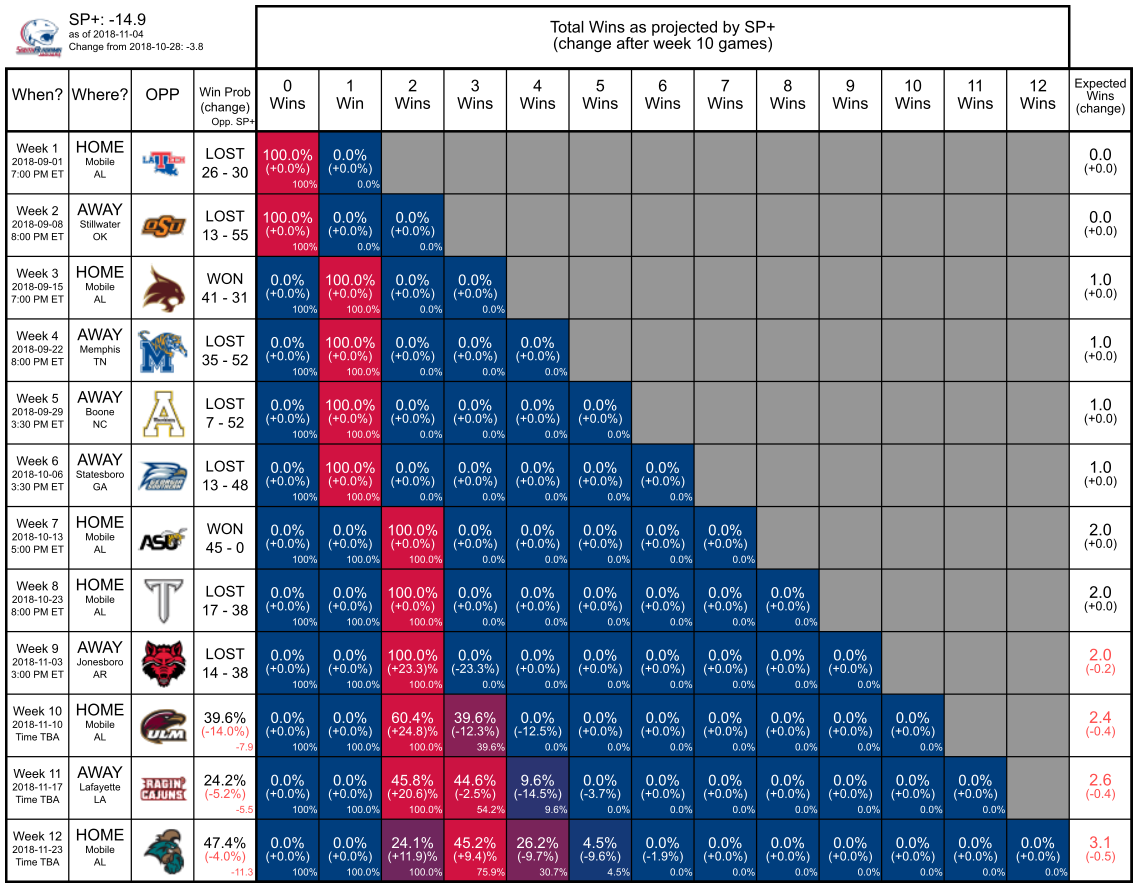 SP+: -14.9
as of 2018-11-04
Change from 2018-10-28: -3.8
Total Wins as projected by SP+
(change after week 10 games)
When? Where? OPP Win Prob (change) Opp. SP+ 0 Wins 1 Win 2 Wins 3 Wins 4 Wins 5 Wins 6 Wins 7 Wins 8 Wins 9 Wins 10 Wins 11 Wins 12 Wins Expected Wins (change)
Week 1 HOME LOST 100.0% 0.0% 0.0
2018-09-01 Mobile LA TECH (+0.0%) (+0.0%) (+0.0)
7:00 PM ET AL 26 - 30 100% 0.0%
Week 2 AWAY LOST 100.0% 0.0% 0.0% 0.0
2018-09-08 Stillwater OSU (+0.0%) (+0.0%) (+0.0%) (+0.0)
8:00 PM ET OK 13 - 55 100% 0.0% 0.0%
Week 3 HOME WON 0.0% 100.0% 0.0% 0.0% 1.0
2018-09-15 Mobile (+0.0%) (+0.0%) (+0.0%) (+0.0%) (+0.0)
7:00 PM ET AL 41 - 31 100% 100.0% 0.0% 0.0%
Week 4 AWAY LOST 0.0% 100.0% 0.0% 0.0% 0.0% 1.0
2018-09-22 Memphis M (+0.0%) (+0.0%) (+0.0%) (+0.0%) (+0.0%) (+0.0)
8:00 PM ET TN 35 - 52 100% 100.0% 0.0% 0.0% 0.0%
Week 5 AWAY LOST 0.0% 100.0% 0.0% 0.0% 0.0% 0.0% 1.0
2018-09-29 Boone A (+0.0%) (+0.0%) (+0.0%) (+0.0%) (+0.0%) (+0.0%) (+0.0)
3:30 PM ET NC 7 - 52 100% 100.0% 0.0% 0.0% 0.0% 0.0%
Week 6 AWAY LOST 0.0% 100.0% 0.0% 0.0% 0.0% 0.0% 0.0% 1.0
2018-10-06 Statesboro GEORGIA SOUTHERN (+0.0%) (+0.0%) (+0.0%) (+0.0%) (+0.0%) (+0.0%) (+0.0%) (+0.0)
3:30 PM ET GA 13 - 48 100% 100.0% 0.0% 0.0% 0.0% 0.0% 0.0%
Week 7 HOME WON 0.0% 0.0% 100.0% 0.0% 0.0% 0.0% 0.0% 0.0% 2.0
2018-10-13 Mobile ASU (+0.0%) (+0.0%) (+0.0%) (+0.0%) (+0.0%) (+0.0%) (+0.0%) (+0.0%) (+0.0)
5:00 PM ET AL 45 - 0 100% 100.0% 100.0% 0.0% 0.0% 0.0% 0.0% 0.0%
Week 8 HOME LOST 0.0% 0.0% 100.0% 0.0% 0.0% 0.0% 0.0% 0.0% 0.0% 2.0
2018-10-23 Mobile T (+0.0%) (+0.0%) (+0.0%) (+0.0%) (+0.0%) (+0.0%) (+0.0%) (+0.0%) (+0.0%) (+0.0)
8:00 PM ET AL 17 - 38 100% 100.0% 100.0% 0.0% 0.0% 0.0% 0.0% 0.0% 0.0%
Week 9 AWAY LOST 0.0% 0.0% 100.0% 0.0% 0.0% 0.0% 0.0% 0.0% 0.0% 0.0% 2.0
2018-11-03 Jonesboro (+0.0%) (+0.0%) (+23.3)% (-23.3%) (+0.0%) (+0.0%) (+0.0%) (+0.0%) (+0.0%) (+0.0%) (-0.2)
3:00 PM ET AR 14 - 38 100% 100.0% 100.0% 0.0% 0.0% 0.0% 0.0% 0.0% 0.0% 0.0%
Week 10 HOME 39.6% 0.0% 0.0% 60.4% 39.6% 0.0% 0.0% 0.0% 0.0% 0.0% 0.0% 0.0% 2.4
2018-11-10 Mobile ULM (-14.0%) (+0.0%) (+0.0%) (+24.8)% (-12.3%) (-12.5%) (+0.0%) (+0.0%) (+0.0%) (+0.0%) (+0.0%) (+0.0%) (-0.4)
Time TBA AL -7.9 100% 100.0% 100.0% 39.6% 0.0% 0.0% 0.0% 0.0% 0.0% 0.0% 0.0%
Week 11 AWAY RAGIN' 24.2% 0.0% 0.0% 45.8% 44.6% 9.6% 0.0% 0.0% 0.0% 0.0% 0.0% 0.0% 0.0% 2.6
2018-11-17 Lafayette CAJUNS (-5.2%) (+0.0%) (+0.0%) (+20.6)% (-2.5%) (-14.5%) (-3.7%) (+0.0%) (+0.0%) (+0.0%) (+0.0%) (+0.0%) (+0.0%) (-0.4)
Time TBA LA -5.5 100% 100.0% 100.0% 54.2% 9.6% 0.0% 0.0% 0.0% 0.0% 0.0% 0.0% 0.0%
Week 12 HOME 47.4% 0.0% 0.0% 24.1% 45.2% 26.2% 4.5% 0.0% 0.0% 0.0% 0.0% 0.0% 0.0% 0.0% 3.1
2018-11-23 Mobile (-4.0%) (+0.0%) (+0.0%) (+11.9)% (+9.4)% (-9.7%) (-9.6%) (-1.9%) (+0.0%) (+0.0%) (+0.0%) (+0.0%) (+0.0%) (+0.0%) (-0.5)
Time TBA AL -11.3 100% 100.0% 100.0% 75.9% 30.7% 4.5% 0.0% 0.0% 0.0% 0.0% 0.0% 0.0% 0.0%